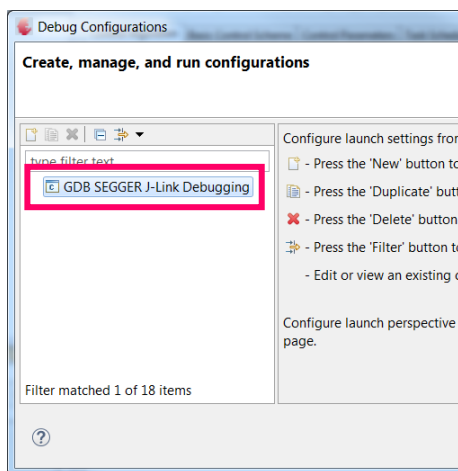 Debug Configurations
Create, manage, and run configurations
type filter text
GDB SEGGER J-Link Debugging
Filter matched 1 of 18 items
Configure launch settings from
- Press the 'New' button to
- Press the 'Duplicate' butt
- Press the 'Delete' button
- Press the 'Filter' button to
- Edit or view an existing c
Configure launch perspective
page.